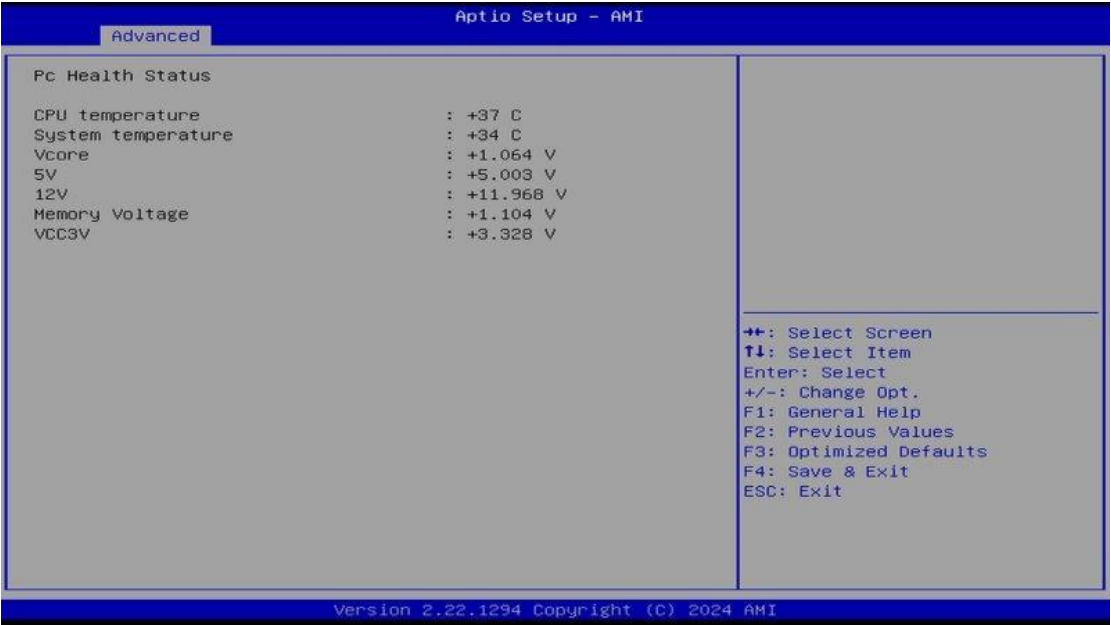 Aptio Setup - AMI
Advanced
Pc Health Status
CPU temperature : +37 C
System temperature : +34 C
Vcore : +1.064 V
5V : +5.003 V
12V : +11.968 V
Memory Voltage : +1.104 V
VCC3V : +3.328 V
→←: Select Screen
↑↓: Select Item
Enter: Select
+/-: Change Opt.
F1: General Help
F2: Previous Values
F3: Optimized Defaults
F4: Save & Exit
ESC: Exit
Version 2.22.1294 Copyright (C) 2024 AMI